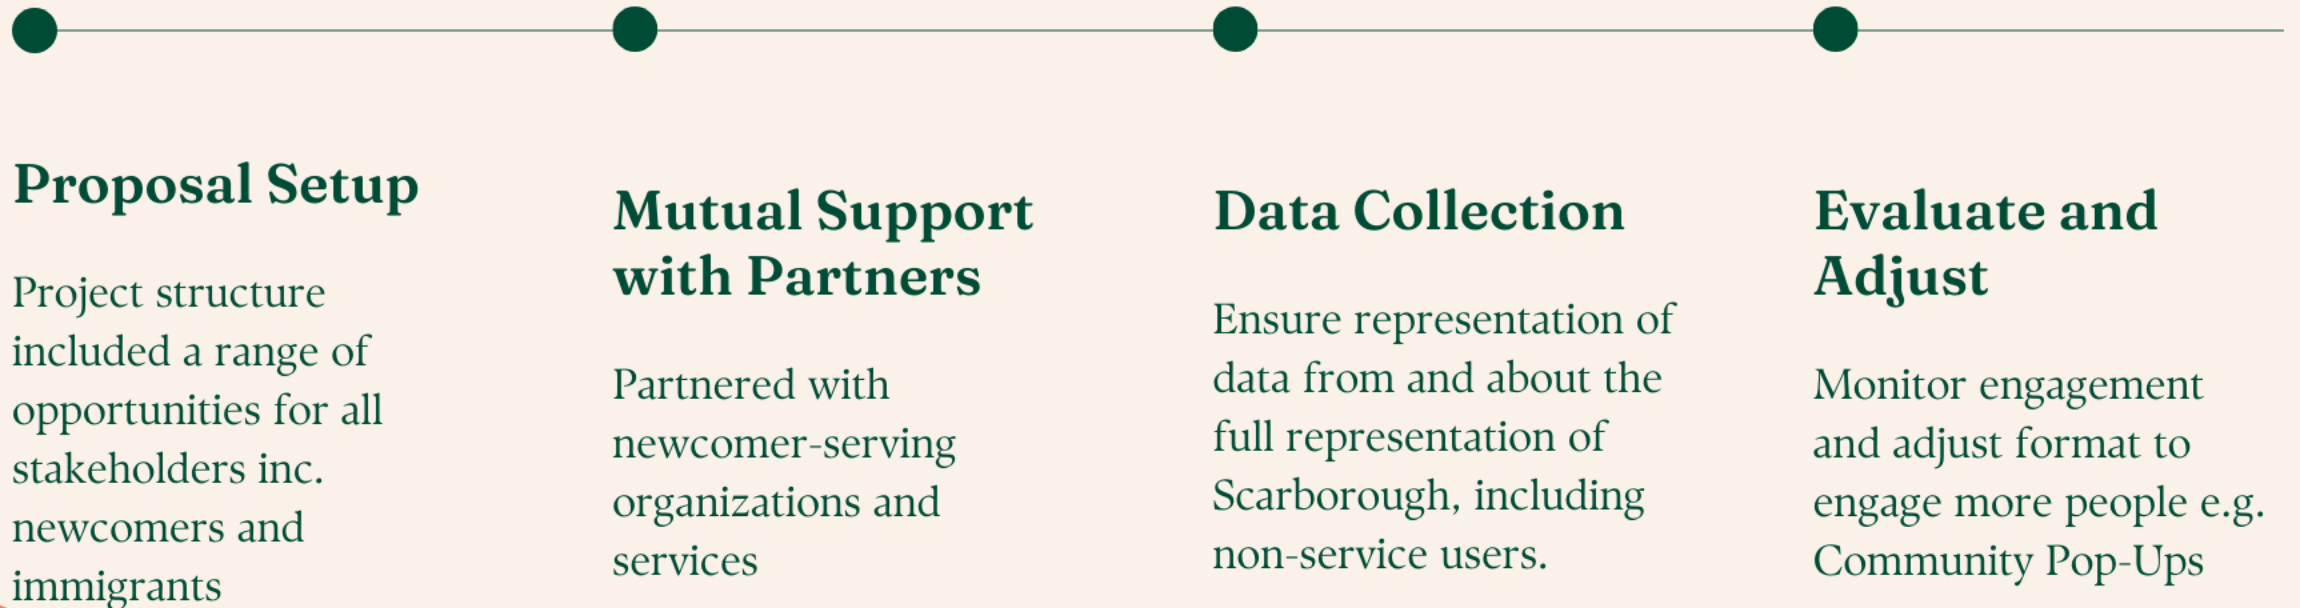 Proposal Setup
Project structure
included a range of
opportunities for all
stakeholders inc.
newcomers and
immigrants
Mutual Support
with Partners
Partnered with
newcomer-serving
organizations and
services
Data Collection
Ensure representation of
data from and about the
full representation of
Scarborough, including
non-service users.
Evaluate and
Adjust
Monitor engagement
and adjust format to
engage more people e.g.
Community Pop-Ups